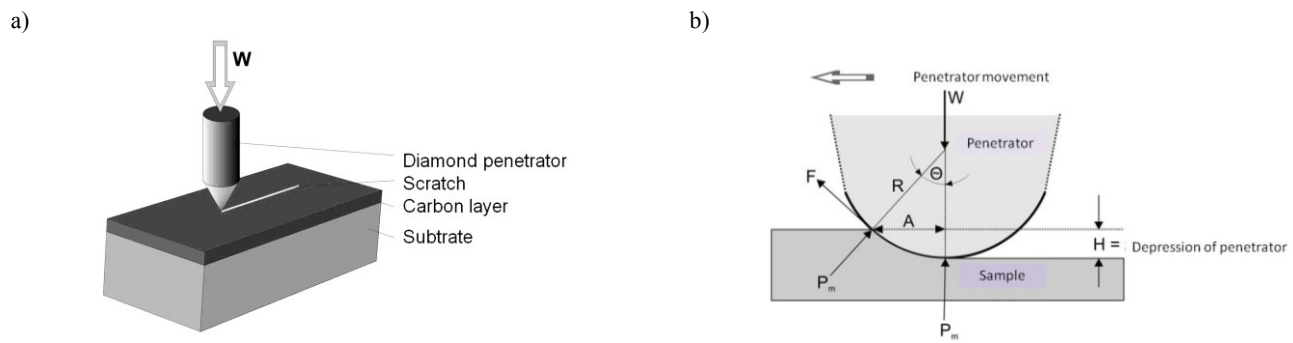 a)
W
Diamond penetrator
Scratch
Carbon layer
Subtrate
b)
Penetrator movement
W
Penetrator
Θ
F
R
A
H =
Depression of penetrator
Sample
Pm
Pm